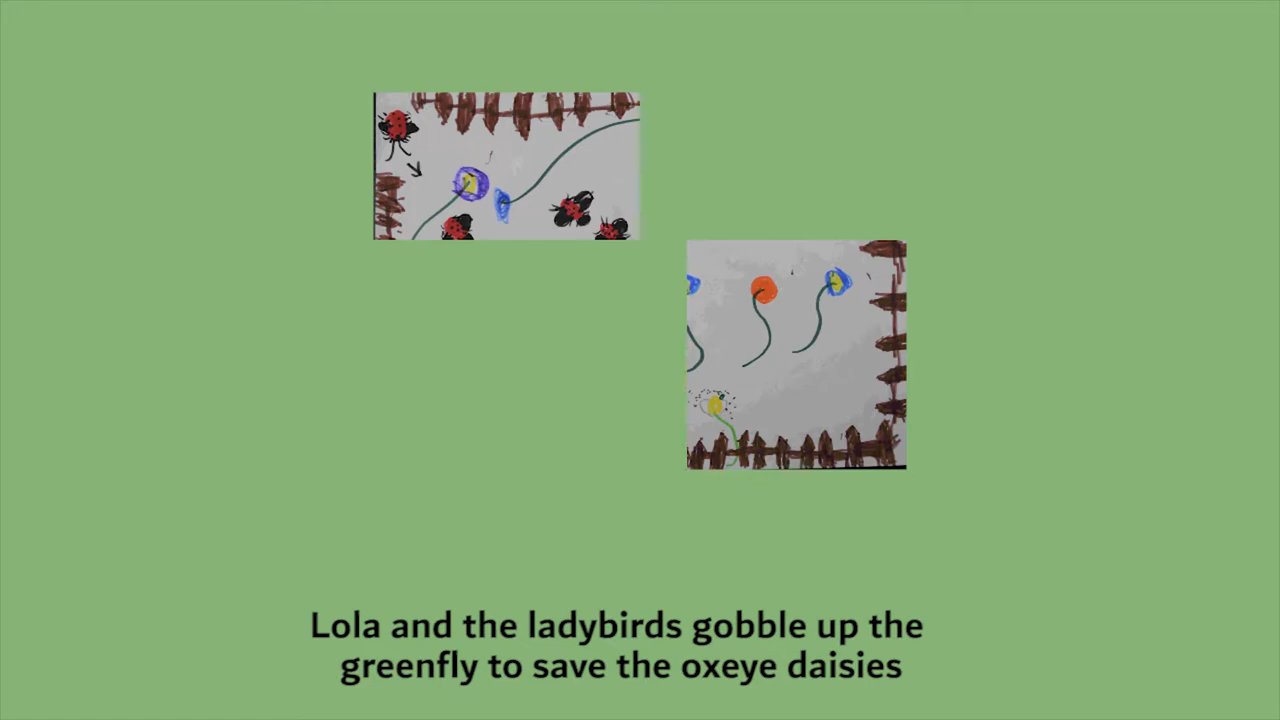 Lola and the ladybirds gobble up the
greenfly to save the oxeye daisies